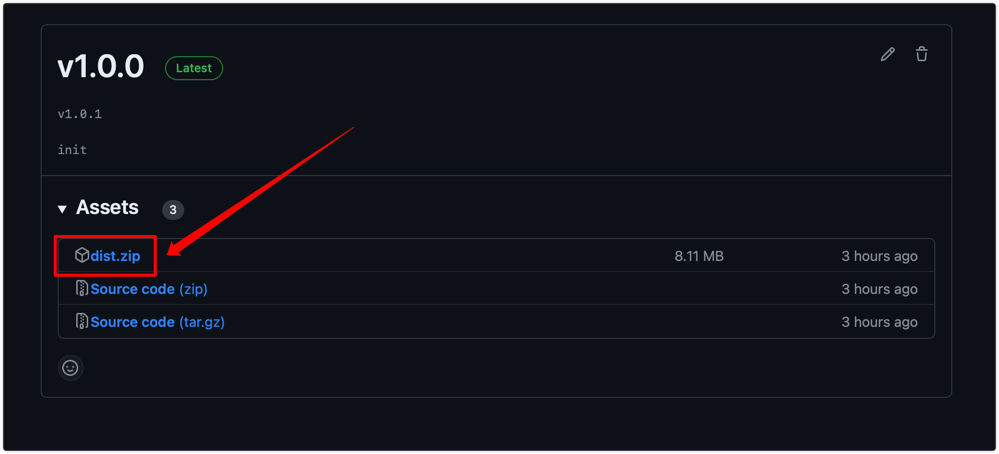 v1.0.0 Latest
v1.0.1
init
Assets 3
dist.zip 8.11 MB 3 hours ago
Source code (zip) 3 hours ago
Source code (tar.gz) 3 hours ago